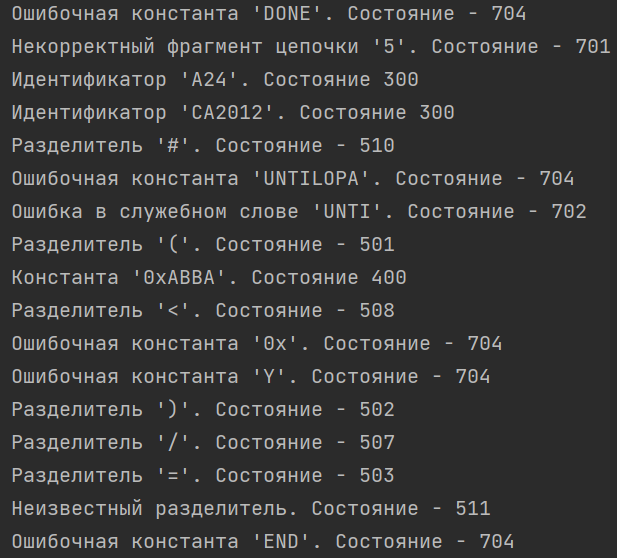 Ошибочная константа 'DONE'. Состояние - 704
Некорректный фрагмент цепочки '5'. Состояние - 701
Идентификатор 'A24'. Состояние 300
Идентификатор 'CA2012'. Состояние 300
Разделитель '#'. Состояние - 510
Ошибочная константа 'UNTILOPA'. Состояние - 704
Ошибка в служебном слове 'UNTI'. Состояние - 702
Разделитель '('. Состояние - 501
Константа '0xABBA'. Состояние 400
Разделитель '<'. Состояние - 508
Ошибочная константа '0x'. Состояние - 704
Ошибочная константа 'Y'. Состояние - 704
Разделитель ')'. Состояние - 502
Разделитель '/'. Состояние - 507
Разделитель '='. Состояние - 503
Неизвестный разделитель. Состояние - 511
Ошибочная константа 'END'. Состояние - 704